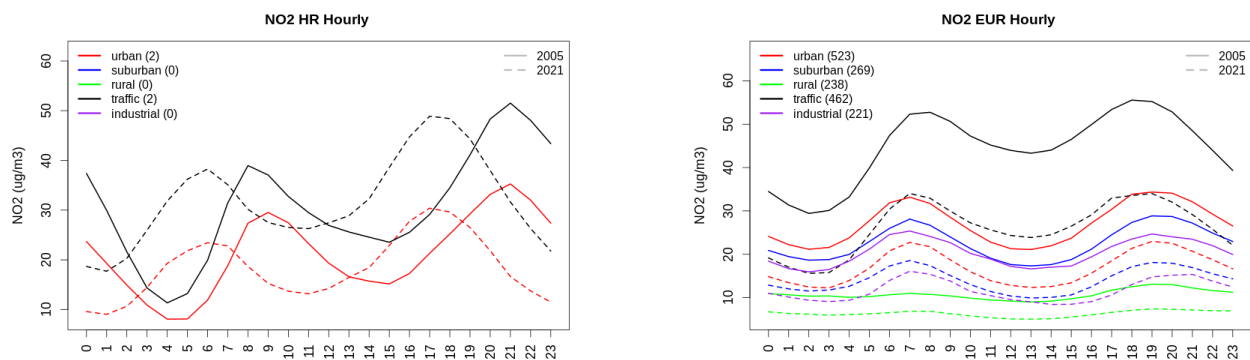 NO2 HR Hourly
NO2 (ug/m3)
60
50
40
30
20
10
urban (2)
suburban (0)
rural (0)
traffic (2)
industrial (0)
2005
2021
0 1 2 3 4 5 6 7 8 9 10 11 12 13 14 15 16 17 18 19 20 21 22 23
NO2 EUR Hourly
NO2 (ug/m3)
60
50
40
30
20
10
urban (523)
suburban (269)
rural (238)
traffic (462)
industrial (221)
2005
2021
0 1 2 3 4 5 6 7 8 9 10 11 12 13 14 15 16 17 18 19 20 21 22 23